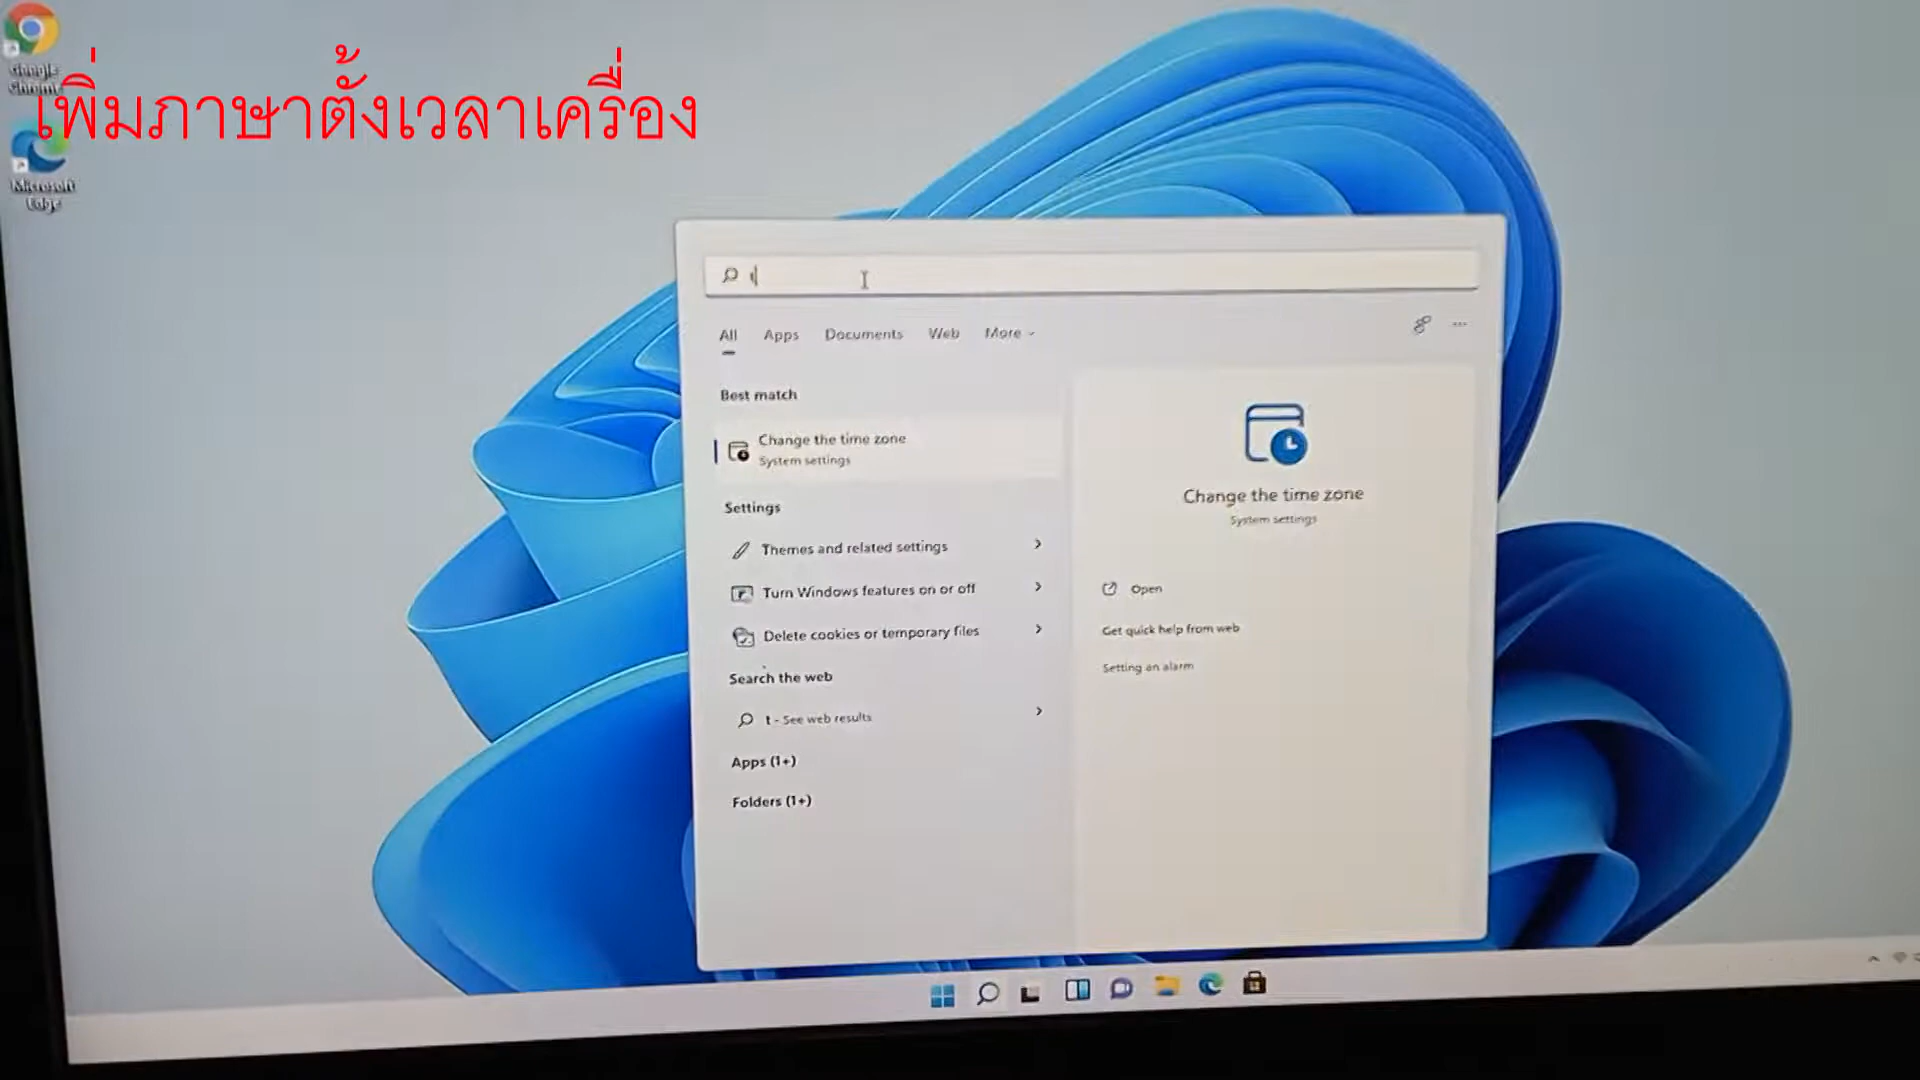 Google
Chrome
เพิ่มภาษาตั้งเวลาเครื่อง
Microsoft
Edge
t
All Apps Documents Web More
Best match
Change the time zone
System settings
Settings
Themes and related settings
Turn Windows features on or off
Delete cookies or temporary files
Search the web
t - See web results
Apps (1+)
Folders (1+)
Change the time zone
System settings
Open
Get quick help from web
Setting an alarm